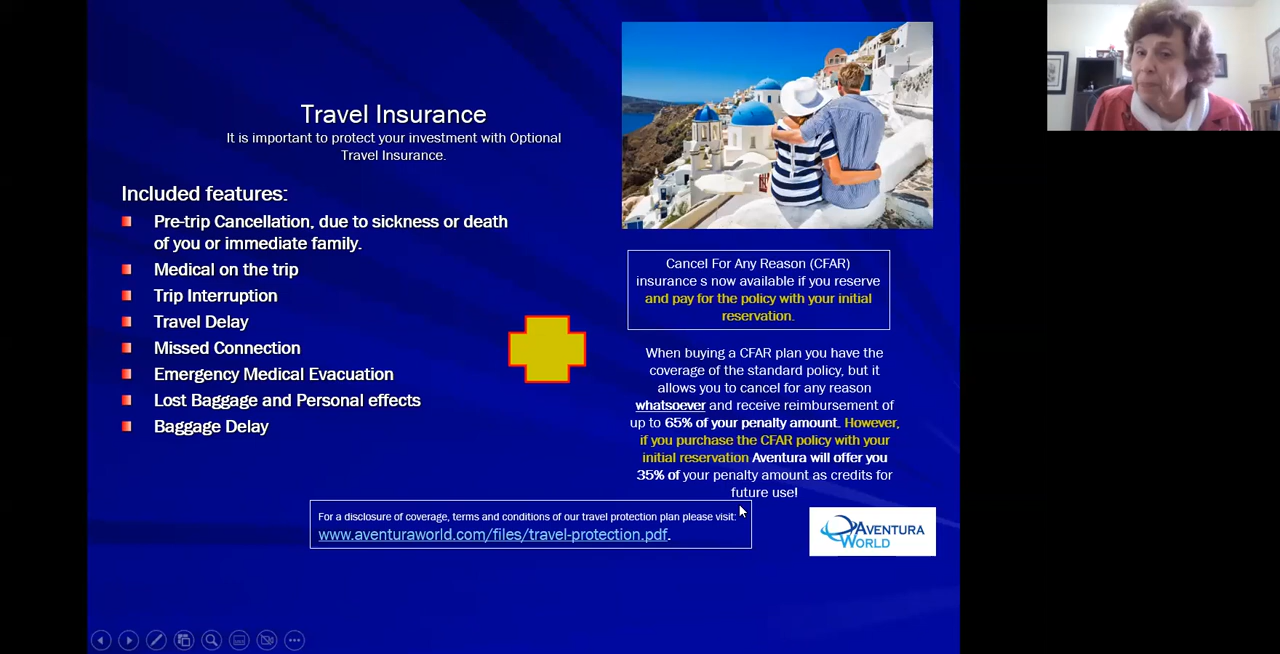 Travel Insurance
It is important to protect your investment with Optional
Travel Insurance.
Included features:
Pre-trip Cancellation, due to sickness or death
of you or immediate family.
Medical on the trip
Trip Interruption
Travel Delay
Missed Connection
Emergency Medical Evacuation
Lost Baggage and Personal effects
Baggage Delay
Cancel For Any Reason (CFAR)
insurance s now available if you reserve
and pay for the policy with your initial
reservation.
When buying a CFAR plan you have the
coverage of the standard policy, but it
allows you to cancel for any reason
whatsoever and receive reimbursement of
up to 65% of your penalty amount. However,
if you purchase the CFAR policy with your
initial reservation Aventura will offer you
35% of your penalty amount as credits for
future use!
For a disclosure of coverage, terms and conditions of our travel protection plan please visit:
www.aventuraworld.com/files/travel-protection.pdf.
AVENTURA
WORLD